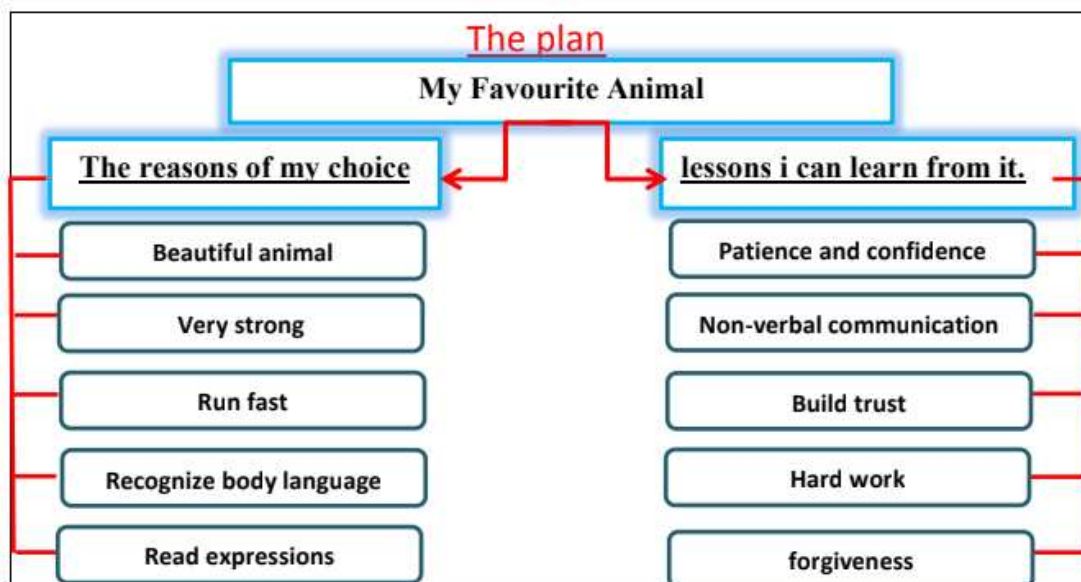 The plan
My Favourite Animal
The reasons of my choice
Beautiful animal
Very strong
Run fast
Recognize body language
Read expressions
lessons i can learn from it.
Patience and confidence
Non-verbal communication
Build trust
Hard work
forgiveness